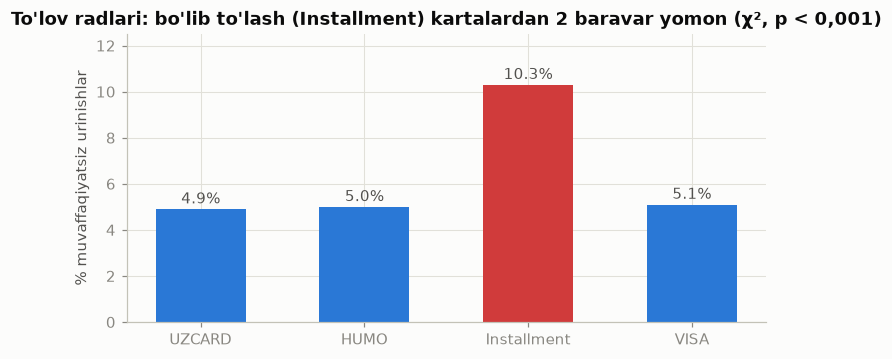 To'lov radlari: bo'lib to'lash (Installment) kartalardan 2 baravar yomon (χ², p < 0,001)
% muvaffaqiyatsiz urinishlar
12
10
8
6
4
2
0
4.9%
5.0%
10.3%
5.1%
UZCARD
HUMO
Installment
VISA